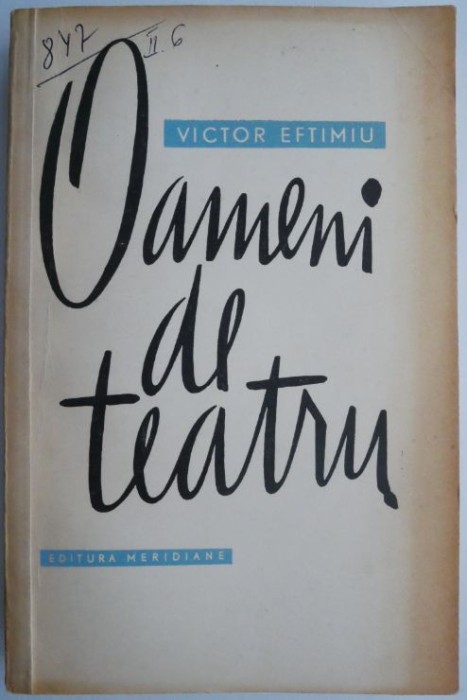 847 II. 6
VICTOR EFTIMIU
Oameni
de
teatru
EDITURA MERIDIANE